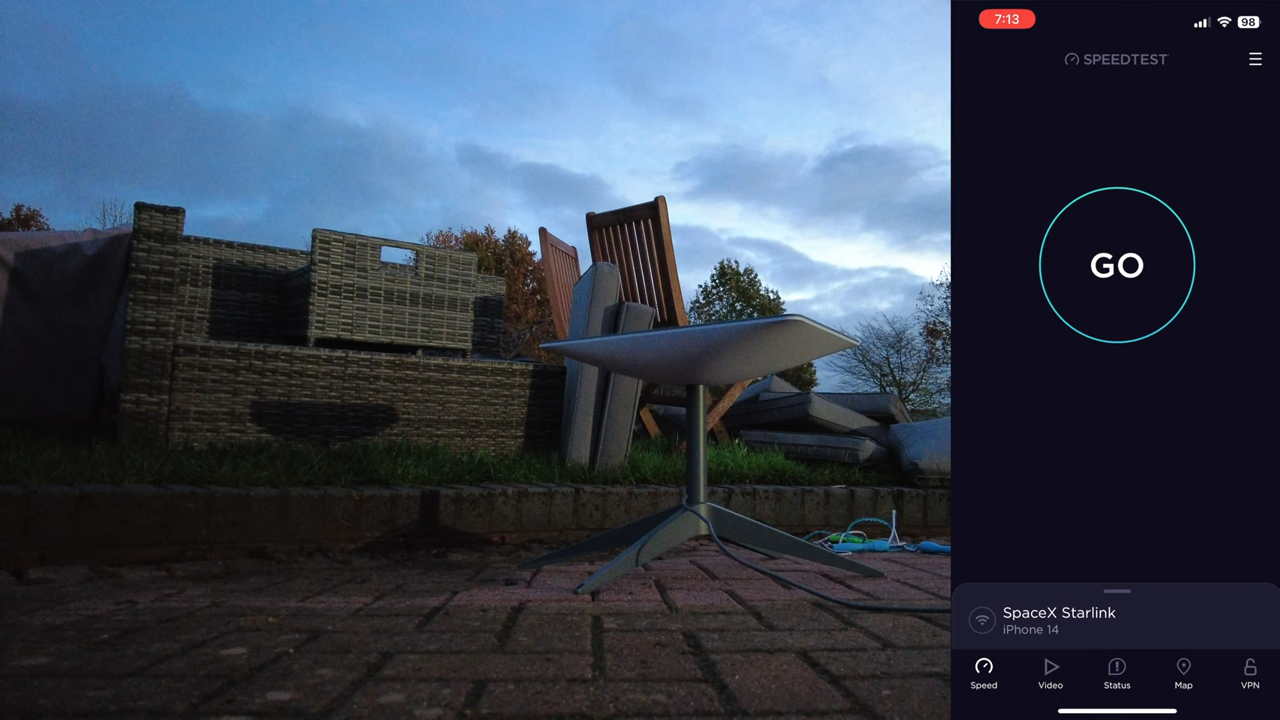 7:13
98
SPEEDTEST
GO
SpaceX Starlink
iPhone 14
Speed
Video
Status
Map
VPN